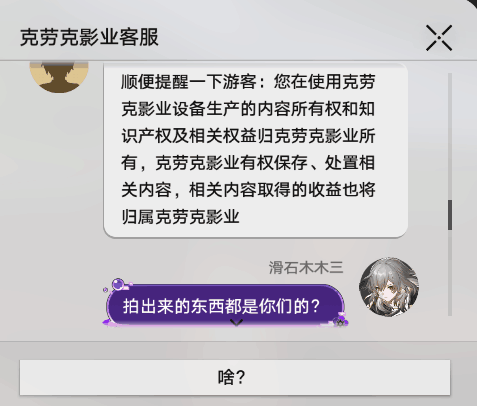 克劳克影业客服
顺便提醒一下游客：您在使用克劳
克影业设备生产的内容所有权和知
识产权及相关权益归克劳克影业所
有，克劳克影业有权保存、处置相
关内容，相关内容取得的收益也将
归属克劳克影业
滑石木木三
拍出来的东西都是你们的？
啥？